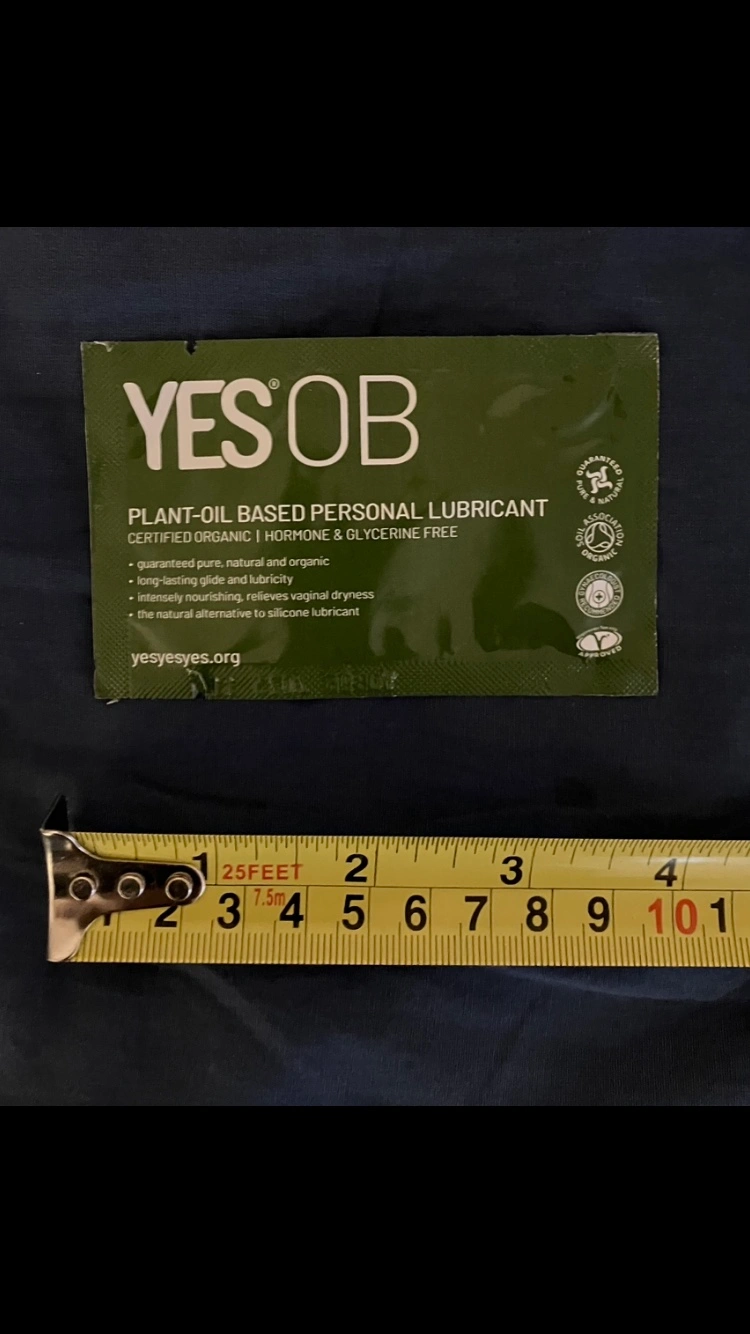 YES® OB
PLANT-OIL BASED PERSONAL LUBRICANT
CERTIFIED ORGANIC | HORMONE & GLYCERINE FREE
• guaranteed pure, natural and organic
• long-lasting glide and lubricity
• intensely nourishing, relieves vaginal dryness
• the natural alternative to silicone lubricant
yesyesyes.org
GUARANTEED PURE & NATURAL
SOIL ASSOCIATION ORGANIC
GYNAECOLOGIST RECOMMENDED
APPROVED
1 25FEET 2 3 4
1 2 3 7.5m 4 5 6 7 8 9 10 1